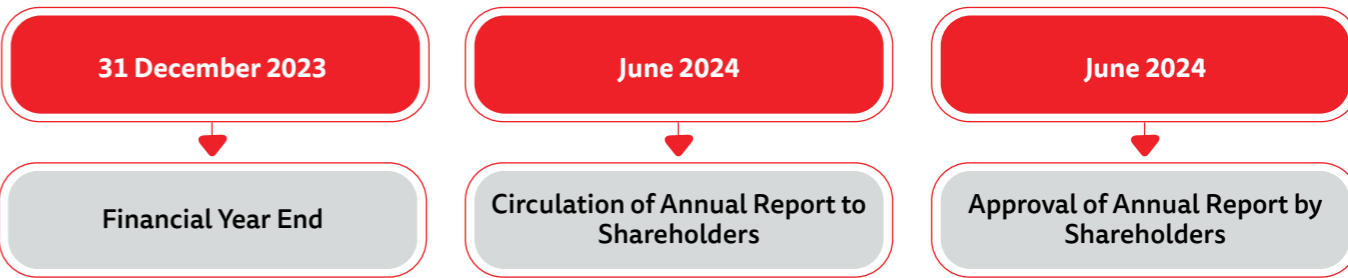 31 December 2023
June 2024
June 2024
Financial Year End
Circulation of Annual Report to
Shareholders
Approval of Annual Report by
Shareholders